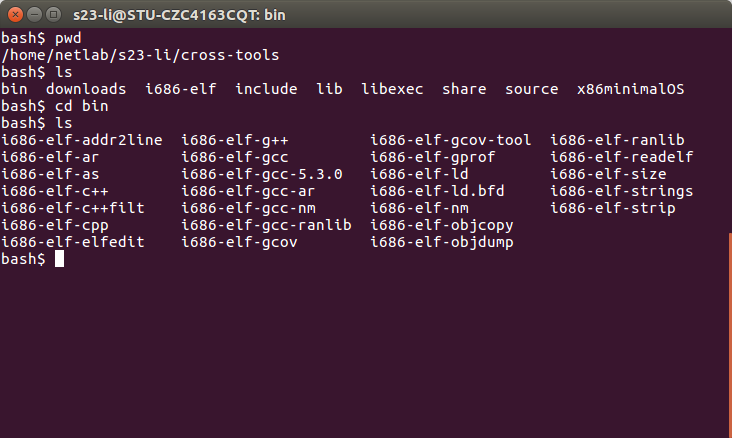 s23-li@STU-CZC4163CQT: bin
bash$ pwd
/home/netlab/s23-li/cross-tools
bash$ ls
bin  downloads  i686-elf  include  lib  libexec  share  source  x86minimalOS
bash$ cd bin
bash$ ls
i686-elf-addr2line  i686-elf-g++         i686-elf-gcov-tool  i686-elf-ranlib
i686-elf-ar         i686-elf-gcc         i686-elf-gprof      i686-elf-readelf
i686-elf-as         i686-elf-gcc-5.3.0   i686-elf-ld         i686-elf-size
i686-elf-c++        i686-elf-gcc-ar      i686-elf-ld.bfd     i686-elf-strings
i686-elf-c++filt    i686-elf-gcc-nm      i686-elf-nm         i686-elf-strip
i686-elf-cpp        i686-elf-gcc-ranlib  i686-elf-objcopy
i686-elf-elfedit    i686-elf-gcov        i686-elf-objdump
bash$